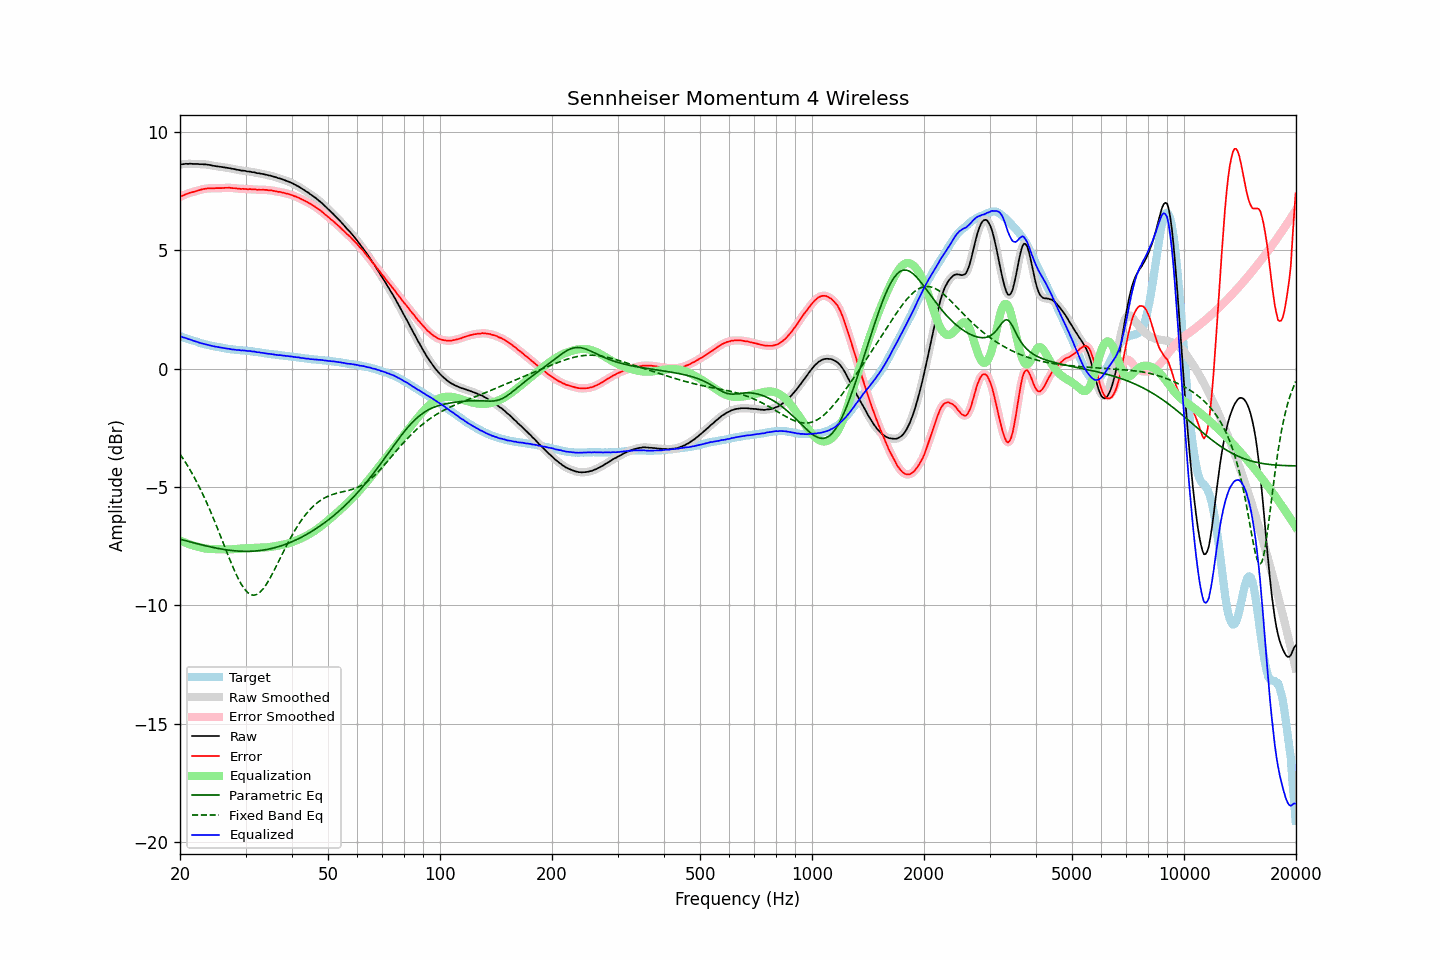 Sennheiser Momentum 4 Wireless
10
5
0
−5
−10
−15
−20
Amplitude (dBr)
Target
Raw Smoothed
Error Smoothed
Raw
Error
Equalization
Parametric Eq
Fixed Band Eq
Equalized
20 50 100 200 500 1000 2000 5000 10000 20000
Frequency (Hz)